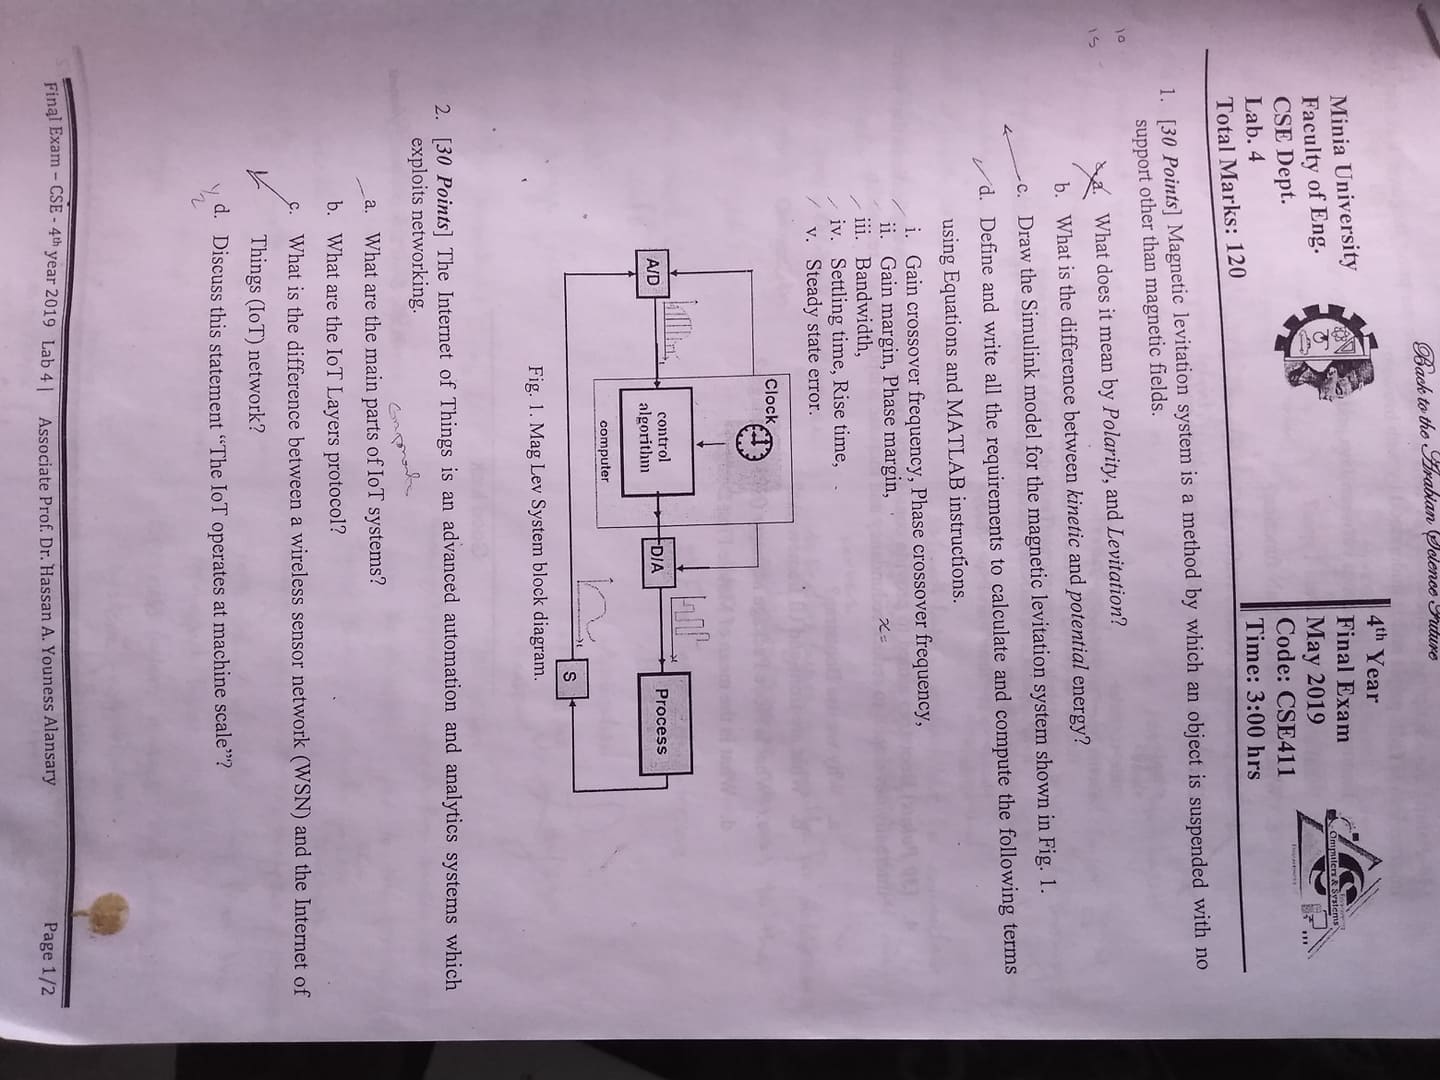 Back to the Arabian Science Future
Minia University
Faculty of Eng.
CSE Dept.
Lab. 4
Total Marks: 120
4th Year
Final Exam
May 2019
Code: CSE411
Time: 3:00 hrs
Omputers & Systems
1. [30 Points] Magnetic levitation system is a method by which an object is suspended with no
support other than magnetic fields.
10
15
a. What does it mean by Polarity, and Levitation?
b. What is the difference between kinetic and potential energy?
c. Draw the Simulink model for the magnetic levitation system shown in Fig. 1.
d. Define and write all the requirements to calculate and compute the following terms
using Equations and MATLAB instructions.
i. Gain crossover frequency, Phase crossover frequency,
ii. Gain margin, Phase margin,
x=
iii. Bandwidth,
iv. Settling time, Rise time,
v. Steady state error.
Clock
A/D
control
algorithm
D/A
Process
computer
S
Fig. 1. Mag Lev System block diagram.
2. [30 Points] The Internet of Things is an advanced automation and analytics systems which
exploits networking.
a. What are the main parts of IoT systems?
b. What are the IoT Layers protocol?
c. What is the difference between a wireless sensor network (WSN) and the Internet of
Things (IoT) network?
d. Discuss this statement “The IoT operates at machine scale”?
1/2
Final Exam – CSE - 4th year 2019 Lab 4 | Associate Prof. Dr. Hassan A. Youness Alansary Page 1/2